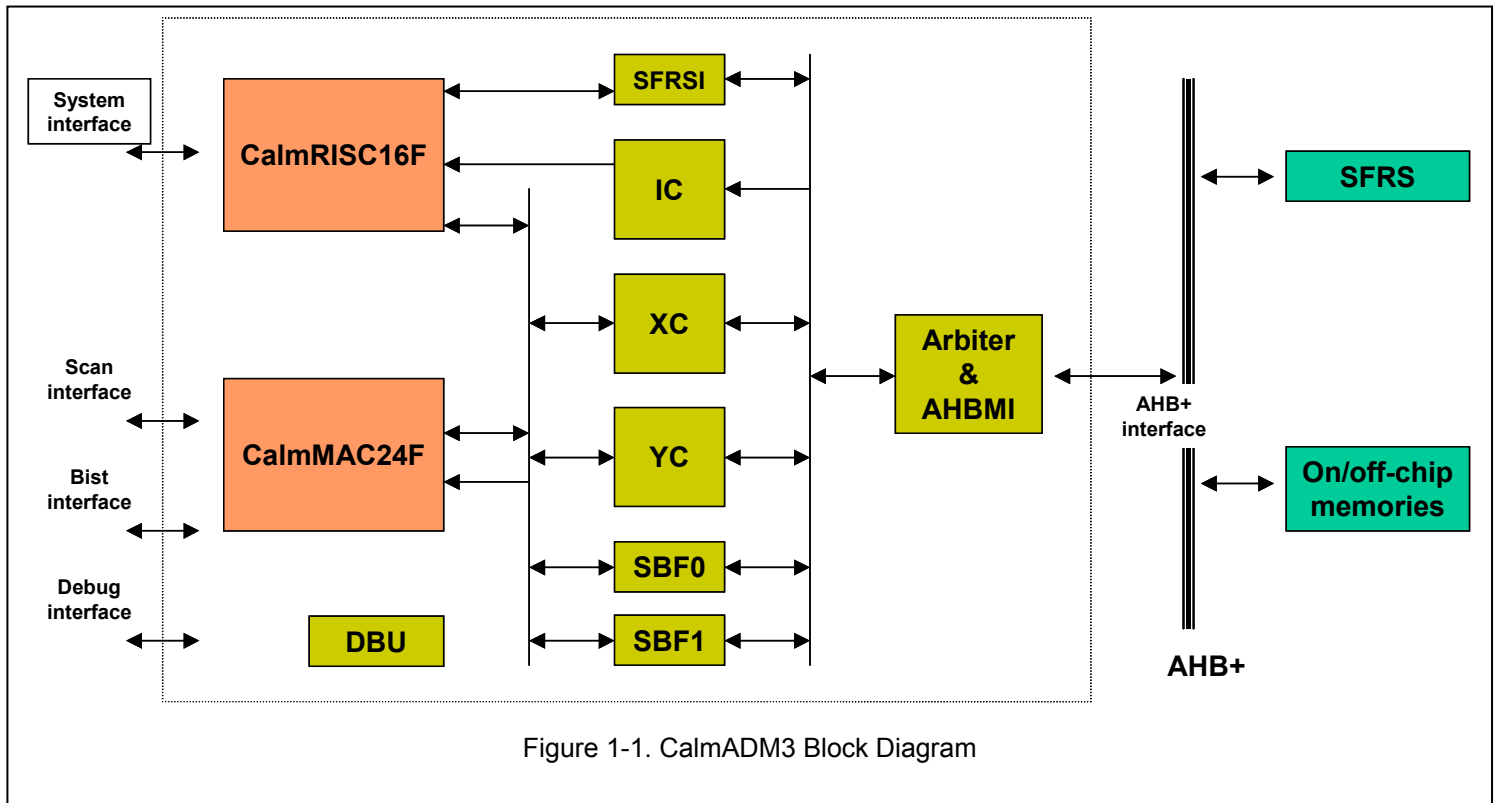 System
interface
CalmRISC16F
SFRSI
IC
XC
YC
SBF0
SBF1
Scan
interface
CalmMAC24F
Bist
interface
Debug
interface
DBU
Arbiter
&
AHBMI
AHB+
interface
SFRS
On/off-chip
memories
AHB+
Figure 1-1. CalmADM3 Block Diagram